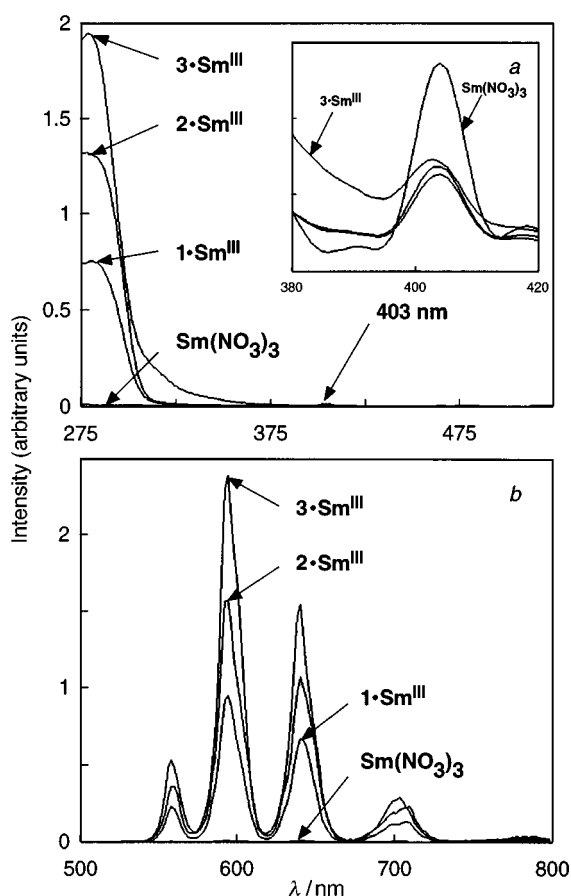 Intensity (arbitrary units)
2
1.5
1
0.5
0
3•Smᴵᴵᴵ
2•Smᴵᴵᴵ
1•Smᴵᴵᴵ
Sm(NO₃)₃
275
375
475
403 nm
a
3•Smᴵᴵᴵ
Sm(NO₃)₃
380
400
420
b
2
1
0
3•Smᴵᴵᴵ
2•Smᴵᴵᴵ
1•Smᴵᴵᴵ
Sm(NO₃)₃
500
600
700
800
λ / nm